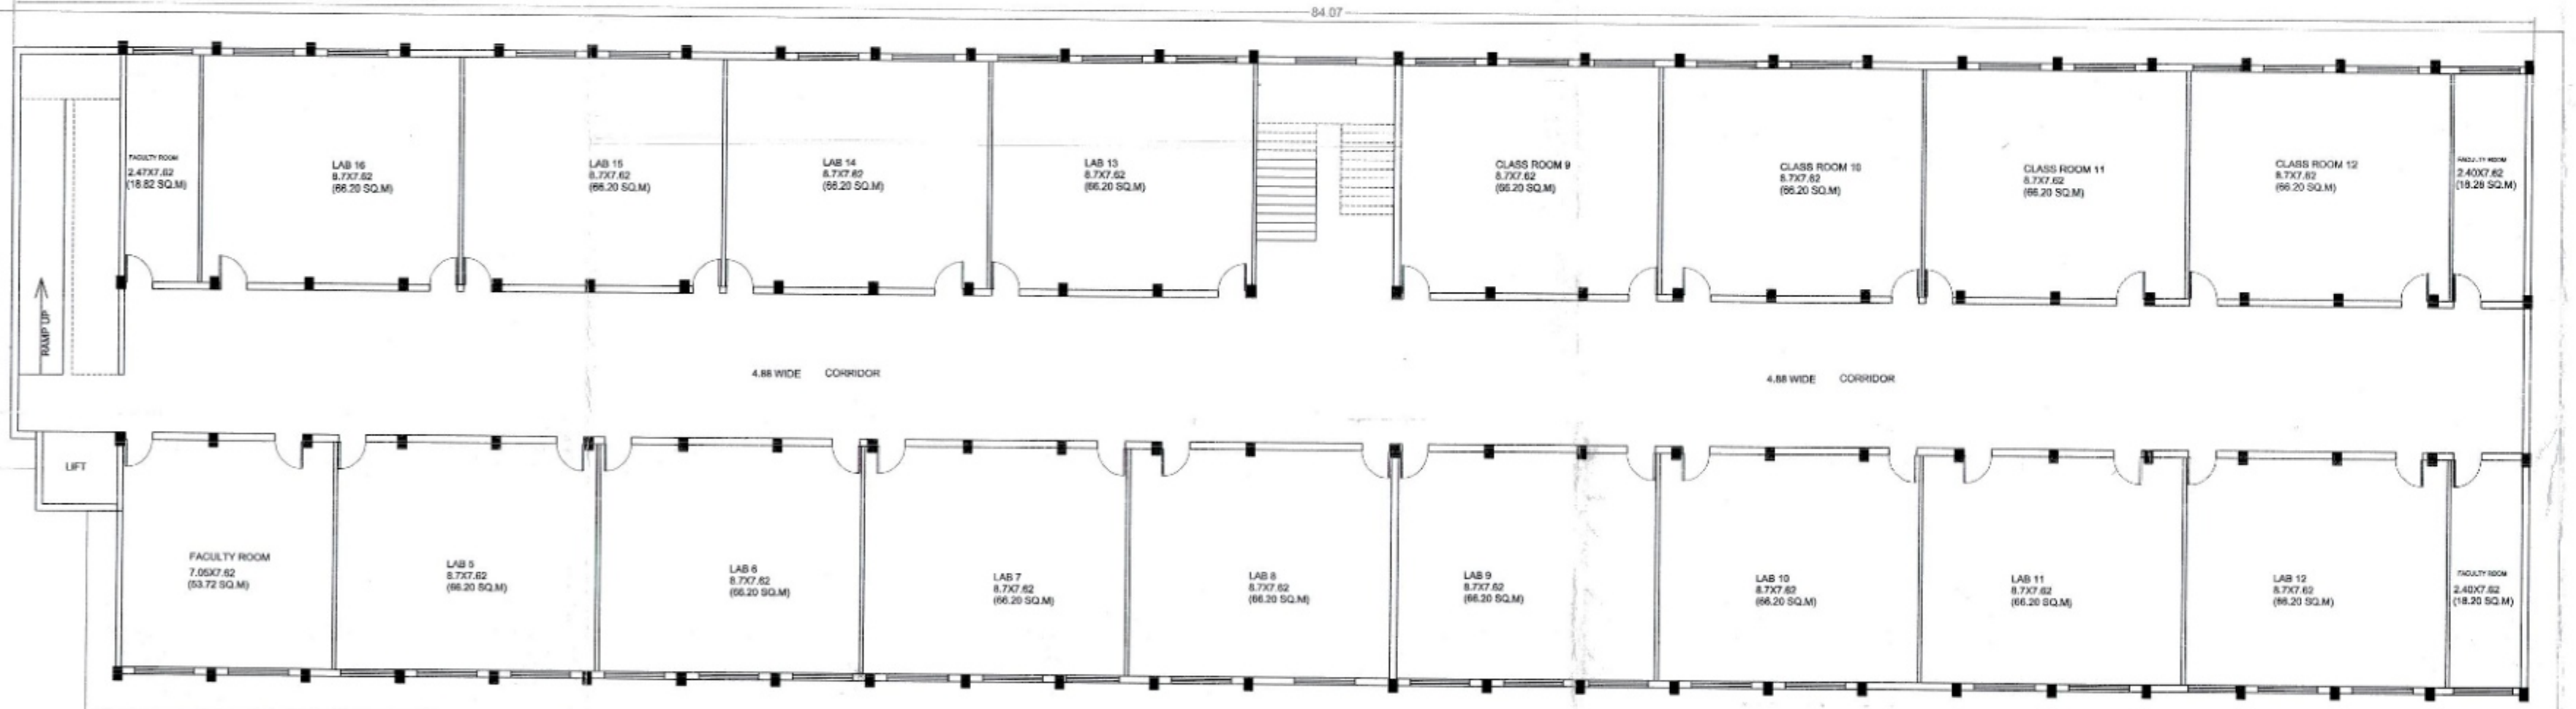 84.07
FACULTY ROOM
2.47X7.62
(18.82 SQ.M)
LAB 16
8.7X7.62
(66.20 SQ.M)
LAB 15
8.7X7.62
(66.20 SQ.M)
LAB 14
8.7X7.62
(66.20 SQ.M)
LAB 13
8.7X7.62
(66.20 SQ.M)
CLASS ROOM 9
8.7X7.62
(66.20 SQ.M)
CLASS ROOM 10
8.7X7.62
(66.20 SQ.M)
CLASS ROOM 11
8.7X7.62
(66.20 SQ.M)
CLASS ROOM 12
8.7X7.62
(66.20 SQ.M)
FACULTY ROOM
2.40X7.62
(18.28 SQ.M)
RAMP UP
4.88 WIDE CORRIDOR
4.88 WIDE CORRIDOR
LIFT
FACULTY ROOM
7.05X7.62
(53.72 SQ.M)
LAB 5
8.7X7.62
(66.20 SQ.M)
LAB 6
8.7X7.62
(66.20 SQ.M)
LAB 7
8.7X7.62
(66.20 SQ.M)
LAB 8
8.7X7.62
(66.20 SQ.M)
LAB 9
8.7X7.62
(66.20 SQ.M)
LAB 10
8.7X7.62
(66.20 SQ.M)
LAB 11
8.7X7.62
(66.20 SQ.M)
LAB 12
8.7X7.62
(66.20 SQ.M)
FACULTY ROOM
2.40X7.62
(18.20 SQ.M)